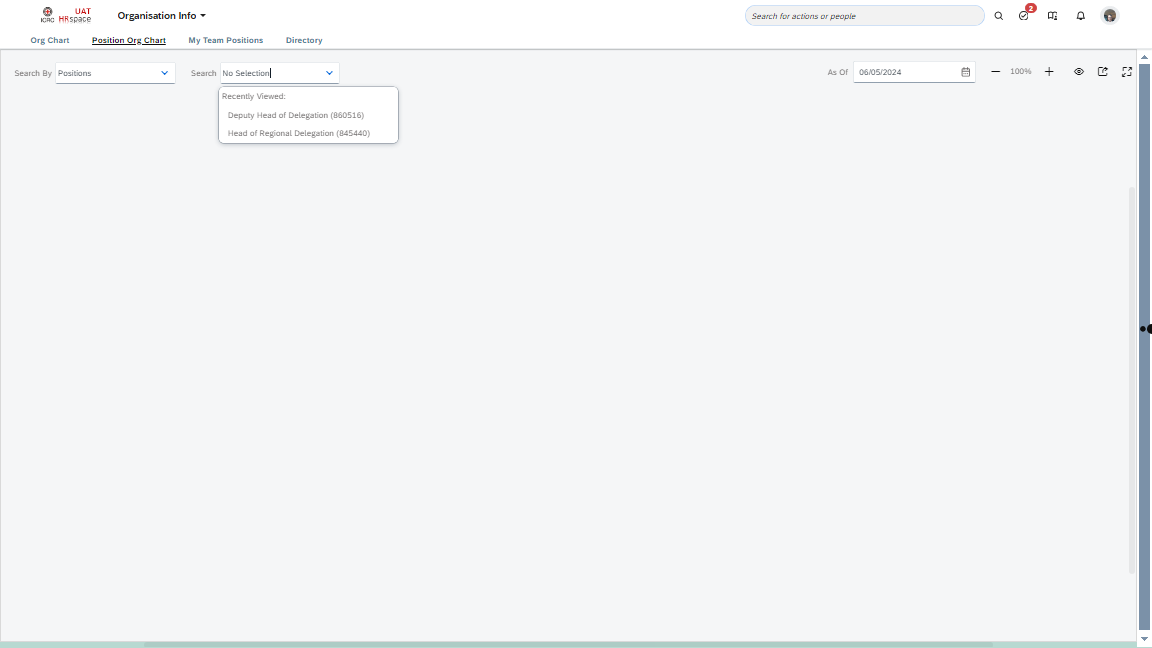 ICRC
UAT
HRspace
Organisation Info
Search for actions or people
2
Org Chart
Position Org Chart
My Team Positions
Directory
Search By
Positions
Search
No Selection
As Of
06/05/2024
100%
Recently Viewed:
Deputy Head of Delegation (860516)
Head of Regional Delegation (845440)